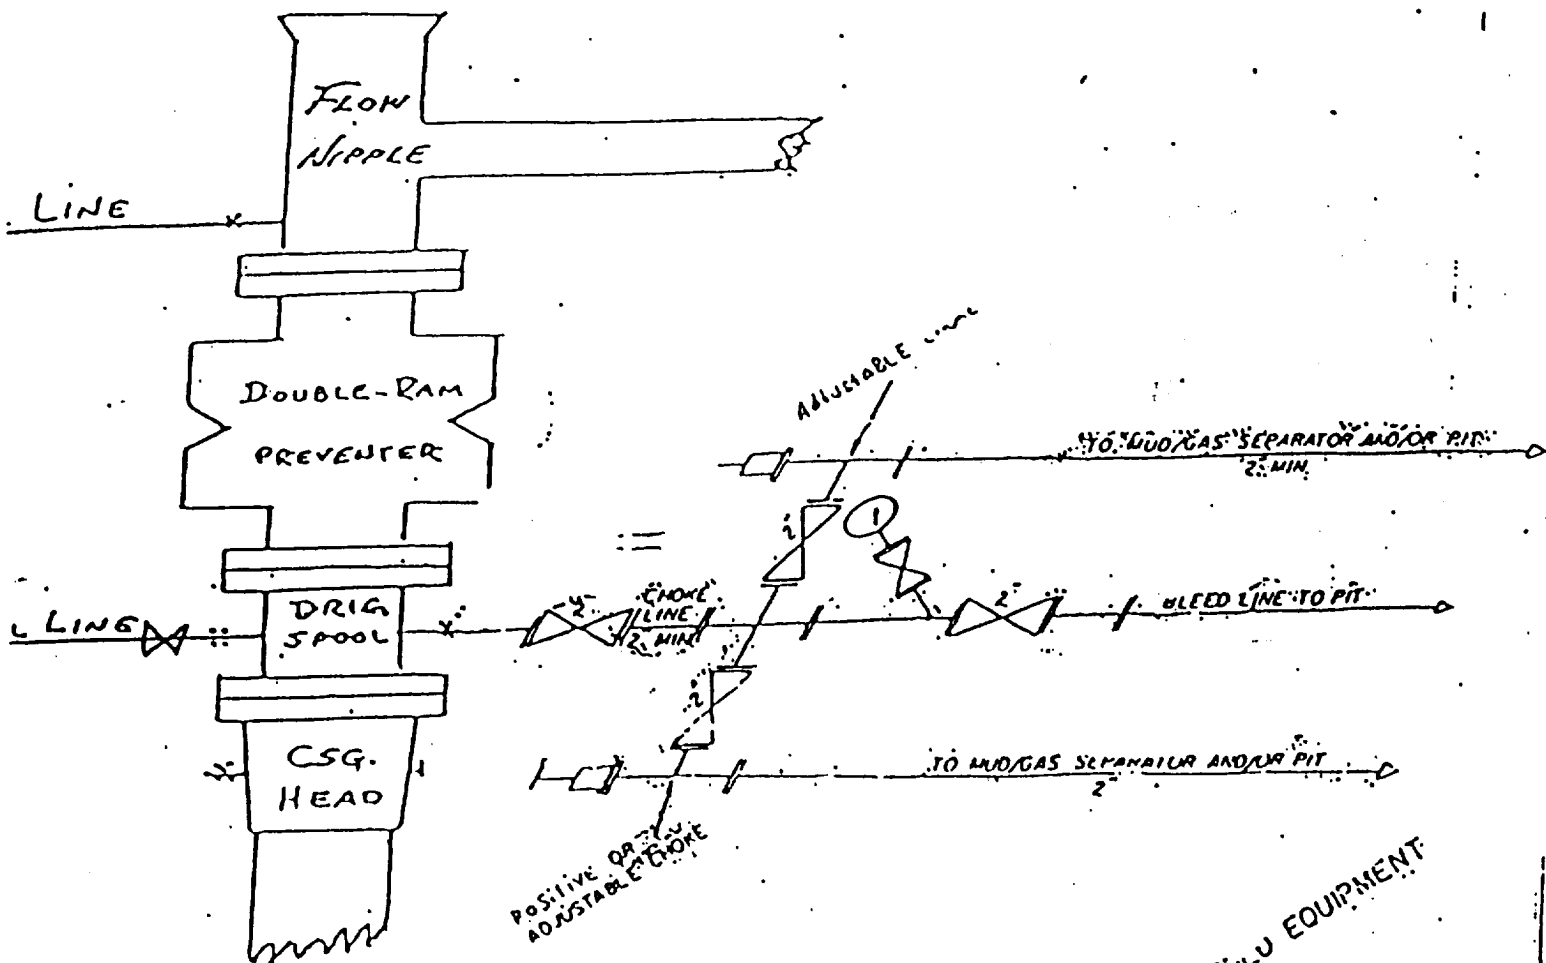 FLOW
NIPPLE
LINE
DOUBLE-RAM
PREVENTER
ADJUSTABLE
TO MUD/GAS SEPARATOR AND/OR PIT
2" MIN
2"
1
DRLG
SPOOL
L LINE
2"
CHOKE
LINE
2" MIN
2"
BLEED LINE TO PIT
2"
CSG.
HEAD
TO MUD/GAS SEPARATOR AND/OR PIT
2"
POSITIVE OR
ADJUSTABLE CHOKE
EQUIPMENT